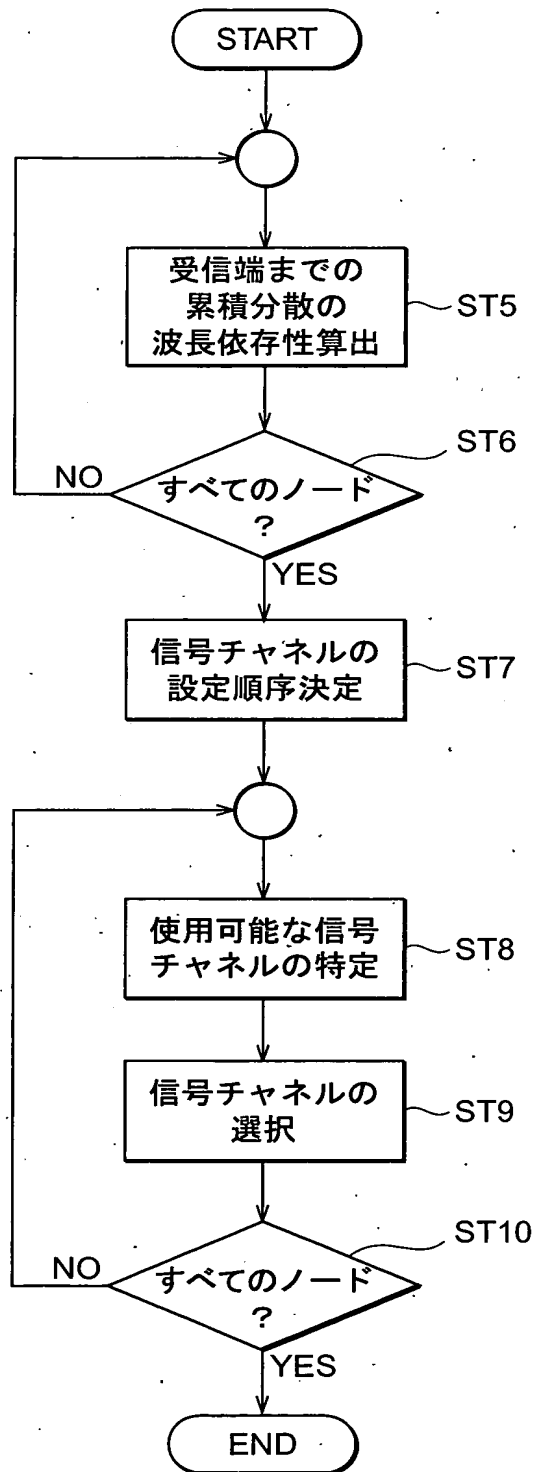 START
受信端までの
累積分散の
波長依存性算出
ST5
ST6
NO
すべてのノード
?
YES
信号チャネルの
設定順序決定
ST7
使用可能な信号
チャネルの特定
ST8
信号チャネルの
選択
ST9
ST10
NO
すべてのノード
?
YES
END